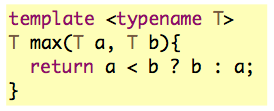 template <typename T>
T max(T a, T b){
  return a < b ? b : a;
}